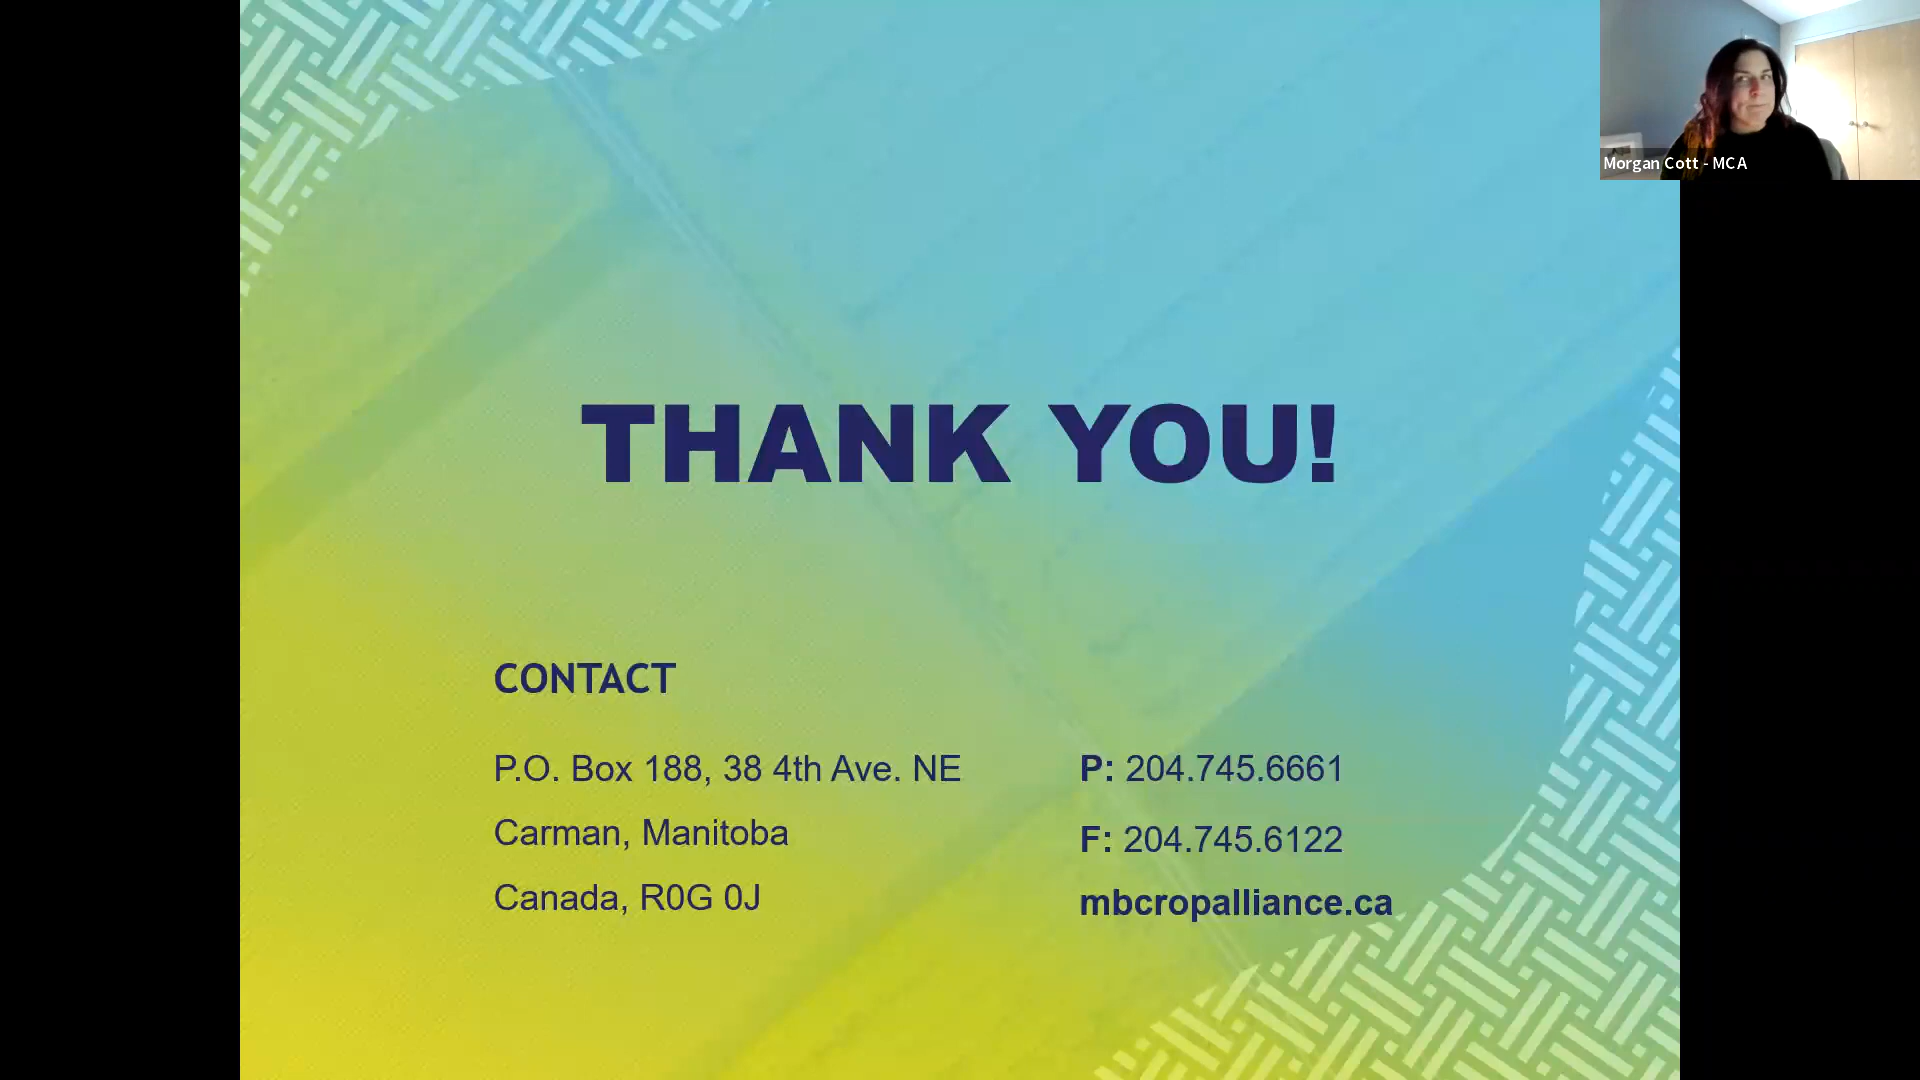 Morgan Cott - MCA
THANK YOU!
CONTACT
P.O. Box 188, 38 4th Ave. NE
Carman, Manitoba
Canada, R0G 0J
P: 204.745.6661
F: 204.745.6122
mbcropalliance.ca